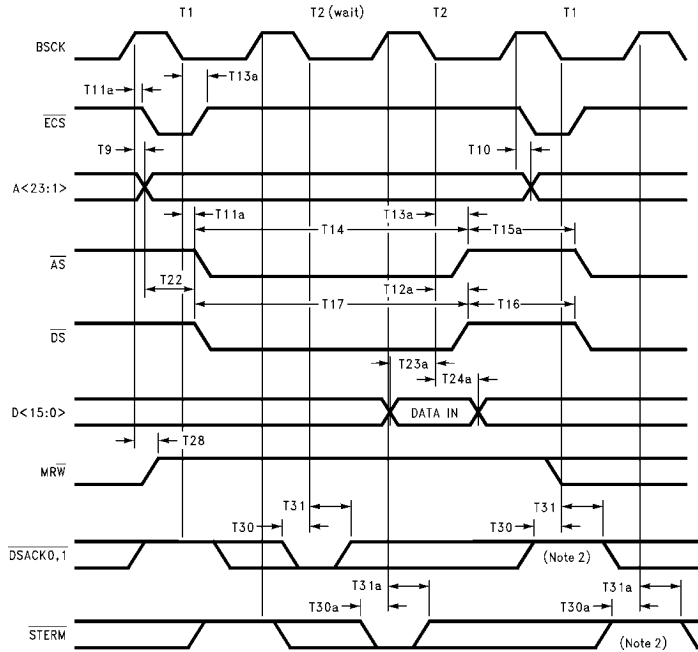 T1 T2 (wait) T2 T1
BSCK
T11a T13a
ECS
T9 T10
A<23:1>
T11a T13a
T14 T15a
AS
T22 T12a
T17 T16
DS
T23a
T24a
D<15:0> DATA IN
T28
MRW
T31 T31
T30 T30
DSACK0,1 (Note 2)
T31a T31a
T30a T30a
STERM (Note 2)